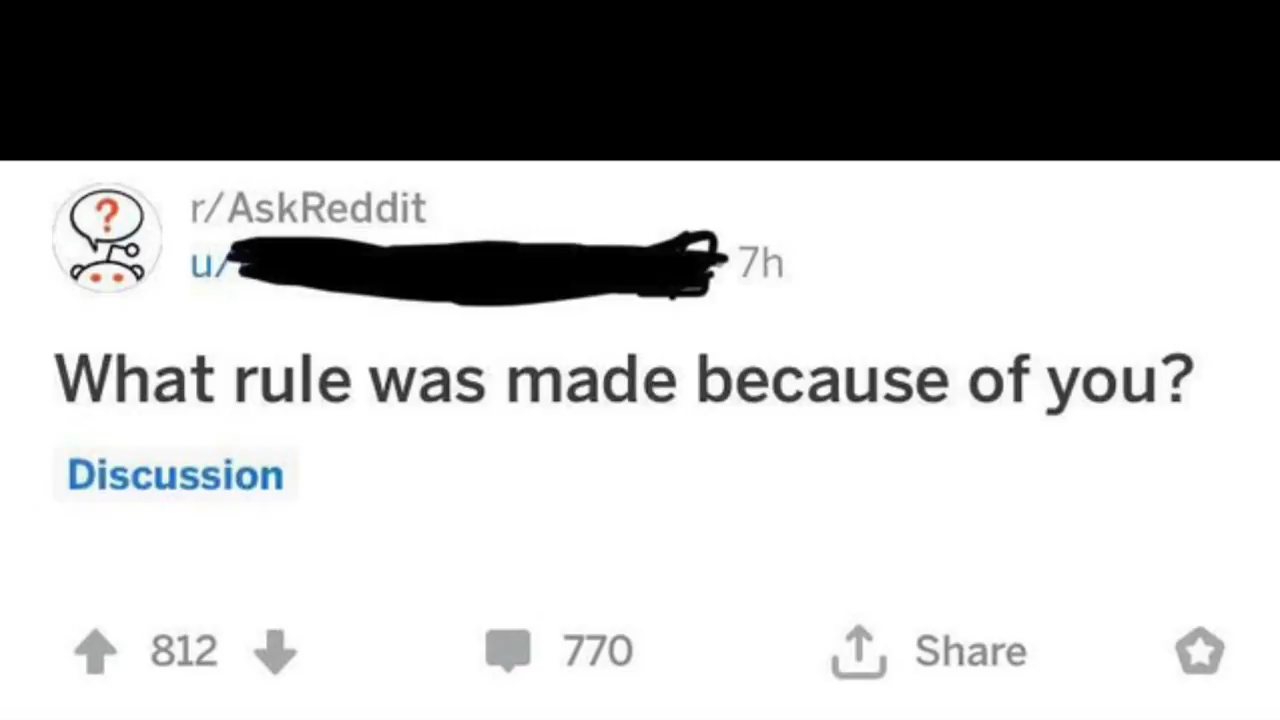 r/AskReddit
u/ 7h
What rule was made because of you?
Discussion
812 770 Share